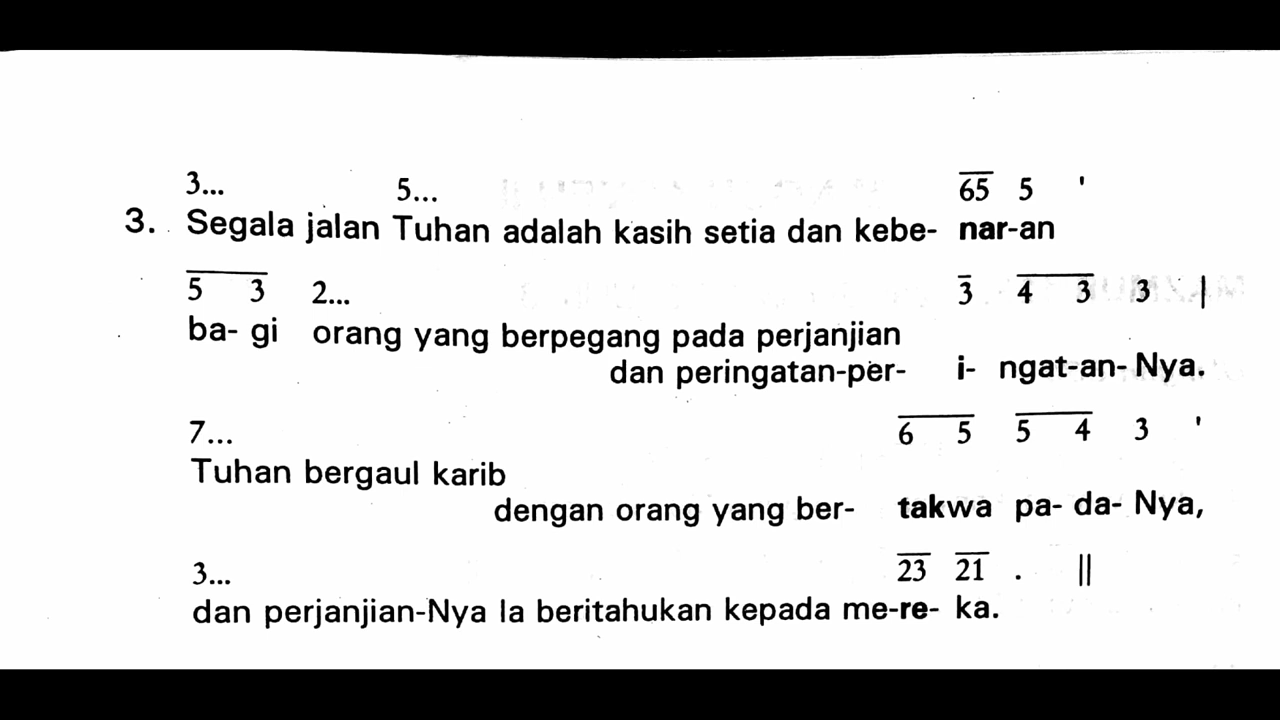 3... 5... 65 5 '
3. Segala jalan Tuhan adalah kasih setia dan kebe- nar-an
5 3 2... 3 4 3 3 |
ba- gi orang yang berpegang pada perjanjian
dan peringatan-per- i- ngat-an- Nya.
7... 6 5 5 4 3 '
Tuhan bergaul karib
dengan orang yang ber- takwa pa- da- Nya,
3... 23 21 . ||
dan perjanjian-Nya Ia beritahukan kepada me-re- ka.